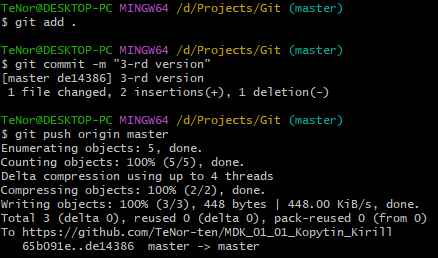 TeNor@DESKTOP-PC MINGW64 /d/Projects/Git (master)
$ git add .
TeNor@DESKTOP-PC MINGW64 /d/Projects/Git (master)
$ git commit -m "3-rd version"
[master de14386] 3-rd version
 1 file changed, 2 insertions(+), 1 deletion(-)
TeNor@DESKTOP-PC MINGW64 /d/Projects/Git (master)
$ git push origin master
Enumerating objects: 5, done.
Counting objects: 100% (5/5), done.
Delta compression using up to 4 threads
Compressing objects: 100% (2/2), done.
Writing objects: 100% (3/3), 448 bytes | 448.00 KiB/s, done.
Total 3 (delta 0), reused 0 (delta 0), pack-reused 0 (from 0)
To https://github.com/TeNor-ten/MDK_01_01_Kopytin_Kirill
   65b091e..de14386  master -> master